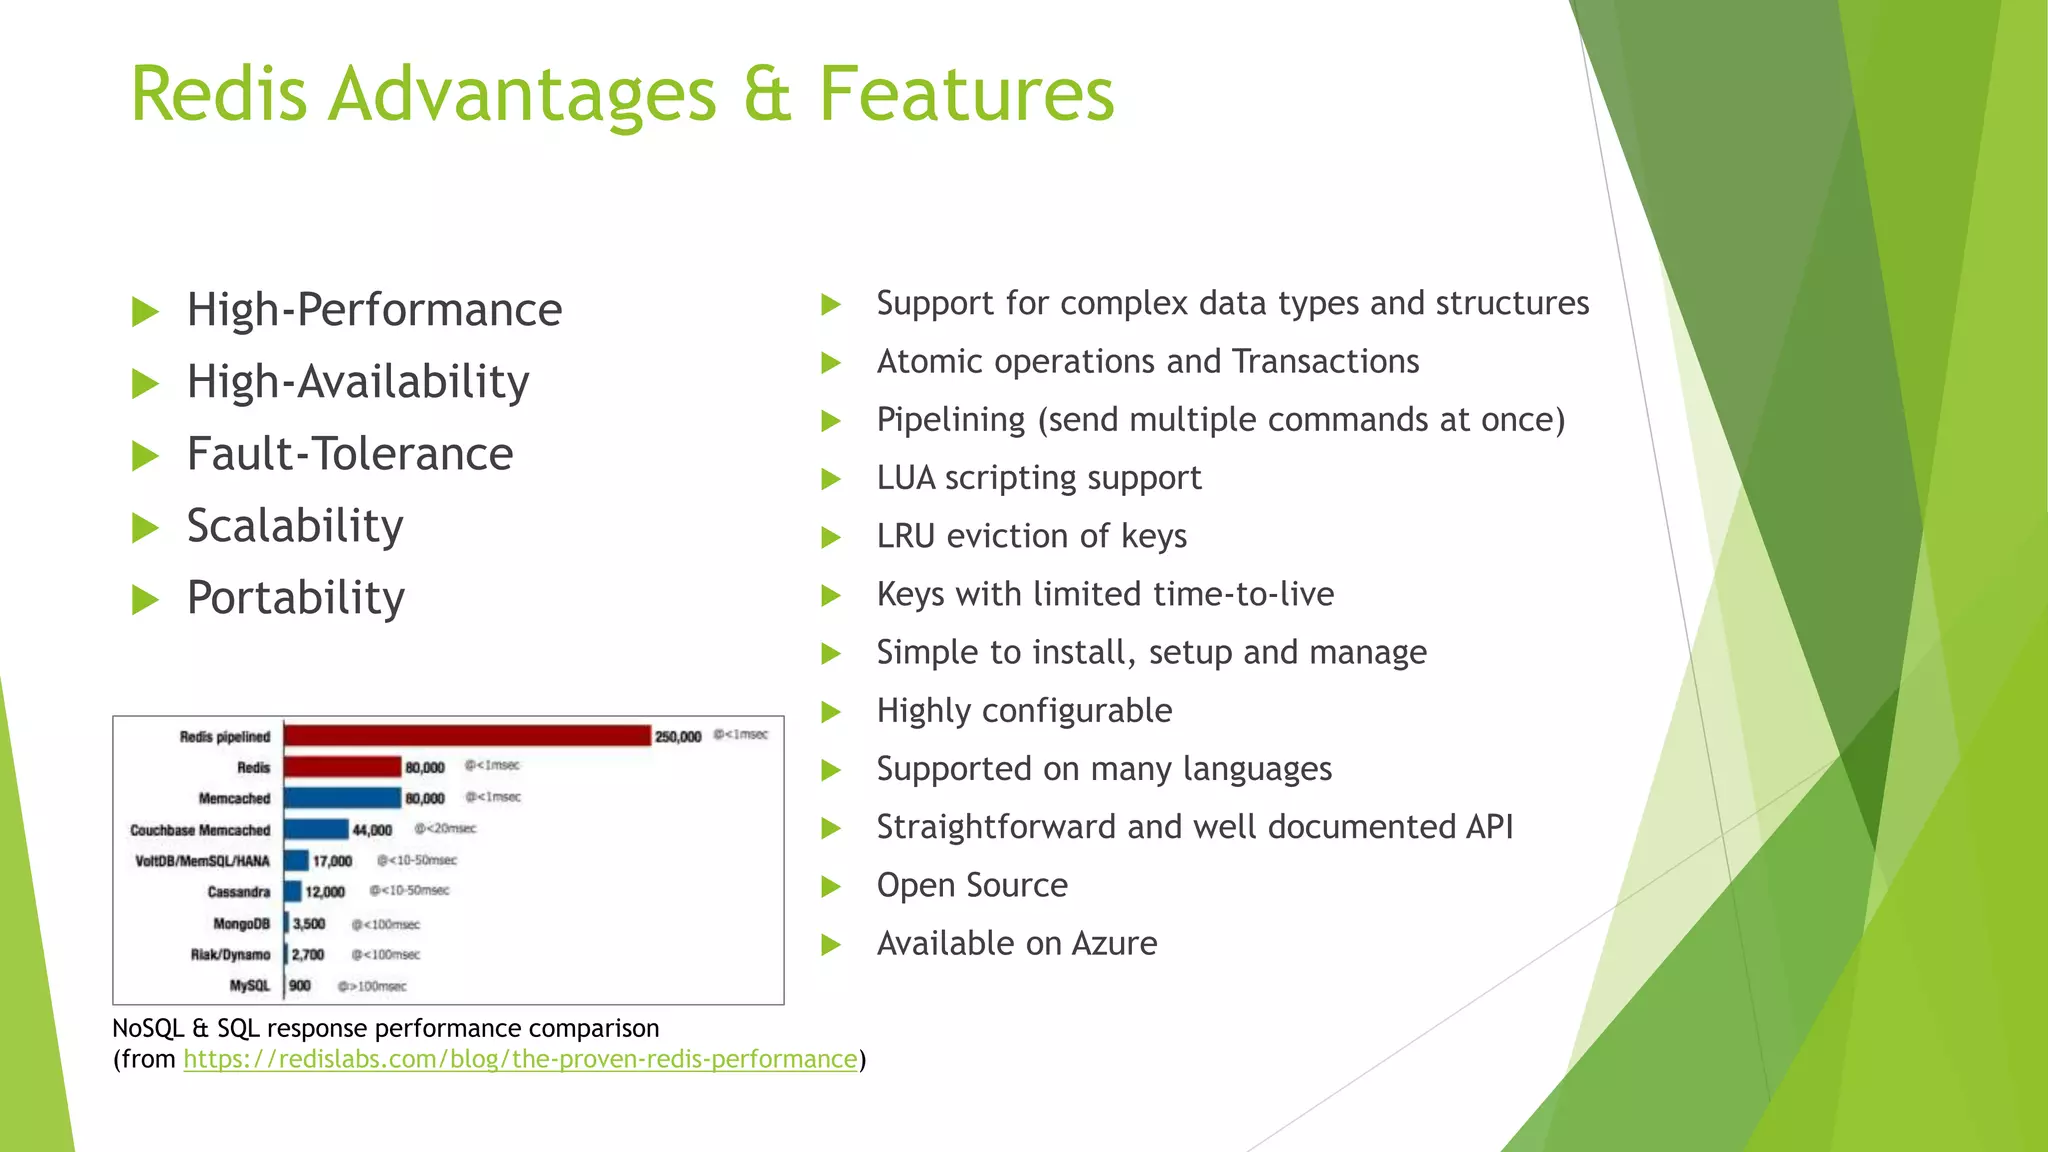 Redis Advantages & Features
High-Performance
High-Availability
Fault-Tolerance
Scalability
Portability
Redis pipelined 250,000 @<1msec
Redis 80,000 @<1msec
Memcached 80,000 @<1msec
Couchbase Memcached 44,000 @<20msec
VoltDB/MemSQL/HANA 17,000 @<10-50msec
Cassandra 12,000 @<10-50msec
MongoDB 3,500 @<100msec
Riak/Dynamo 2,700 @<100msec
MySQL 900 @>100msec
NoSQL & SQL response performance comparison
(from https://redislabs.com/blog/the-proven-redis-performance)
Support for complex data types and structures
Atomic operations and Transactions
Pipelining (send multiple commands at once)
LUA scripting support
LRU eviction of keys
Keys with limited time-to-live
Simple to install, setup and manage
Highly configurable
Supported on many languages
Straightforward and well documented API
Open Source
Available on Azure